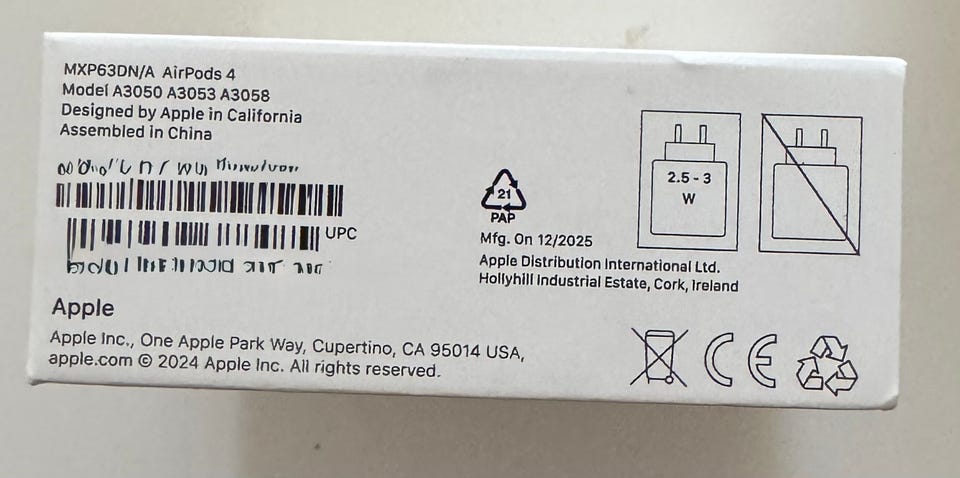 MXP63DN/A AirPods 4
Model A3050 A3053 A3058
Designed by Apple in California
Assembled in China
UPC
Apple
Apple Inc., One Apple Park Way, Cupertino, CA 95014 USA,
apple.com © 2024 Apple Inc. All rights reserved.
21
PAP
Mfg. On 12/2025
Apple Distribution International Ltd.
Hollyhill Industrial Estate, Cork, Ireland
2.5 - 3
W
CE